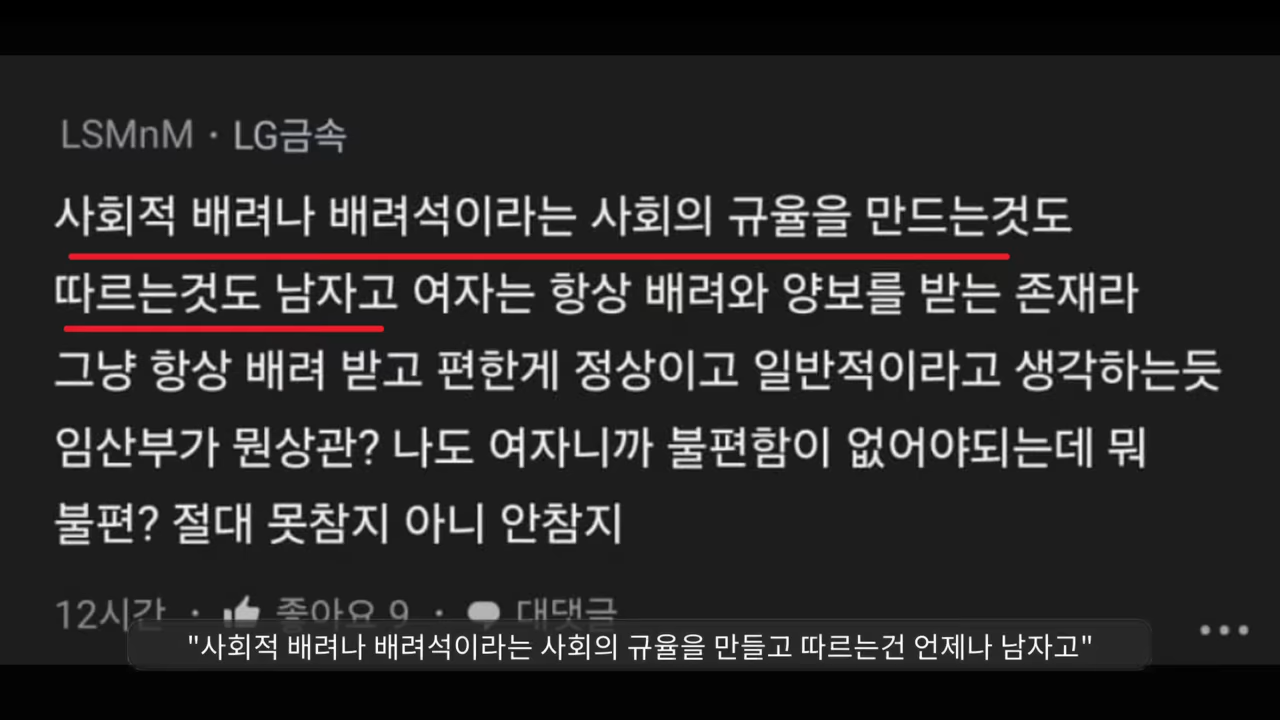 LSMnM · LG금속
사회적 배려나 배려석이라는 사회의 규율을 만드는것도
따르는것도 남자고 여자는 항상 배려와 양보를 받는 존재라
그냥 항상 배려 받고 편한게 정상이고 일반적이라고 생각하는듯
임산부가 뭔상관? 나도 여자니까 불편함이 없어야되는데 뭐
불편? 절대 못참지 아니 안참지
12시간 · 좋아요 9 · 대댓글
"사회적 배려나 배려석이라는 사회의 규율을 만들고 따르는건 언제나 남자고"